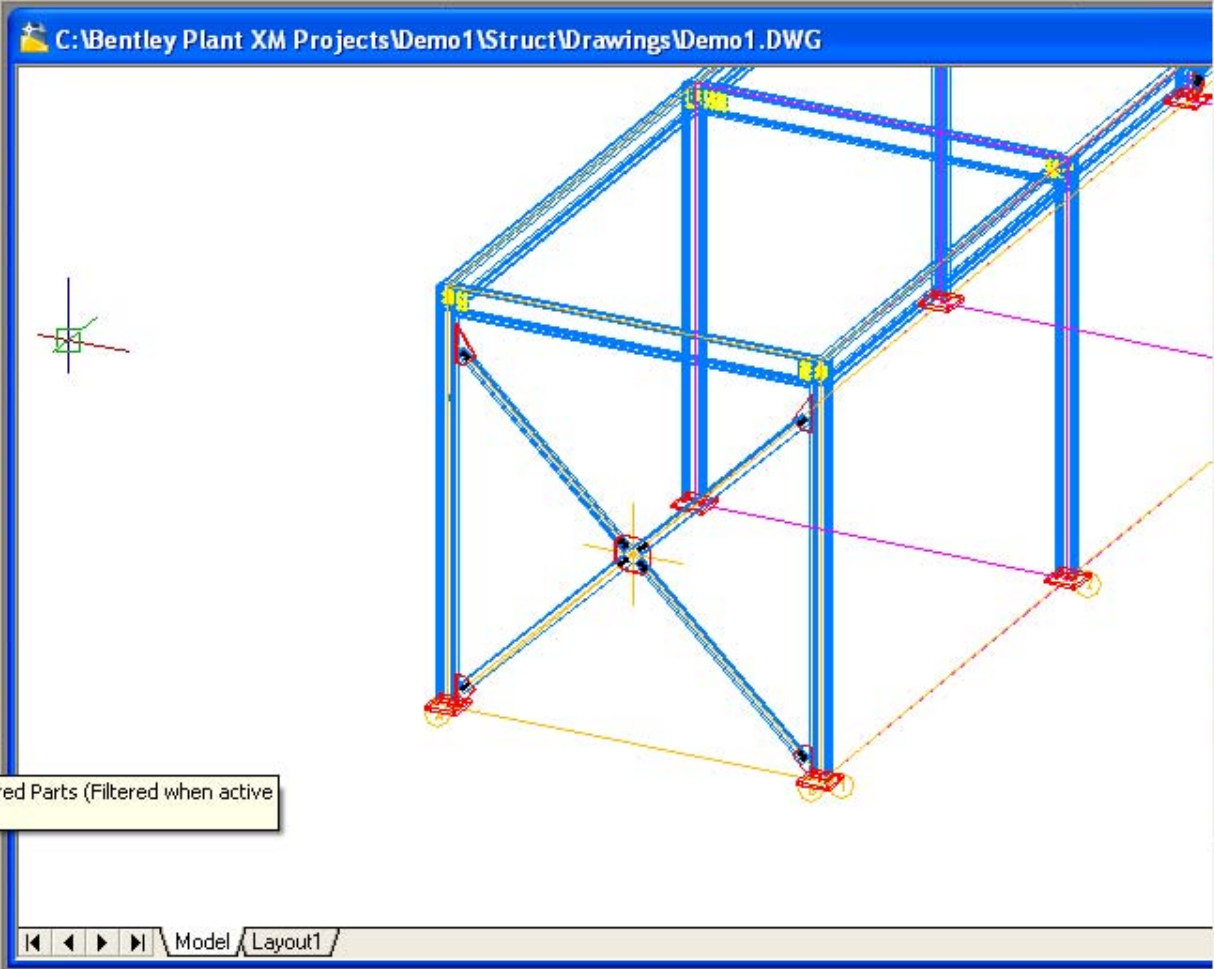 C:\Bentley Plant XM Projects\Demo1\Struct\Drawings\Demo1.DWG
red Parts (Filtered when active
Model
Layout1